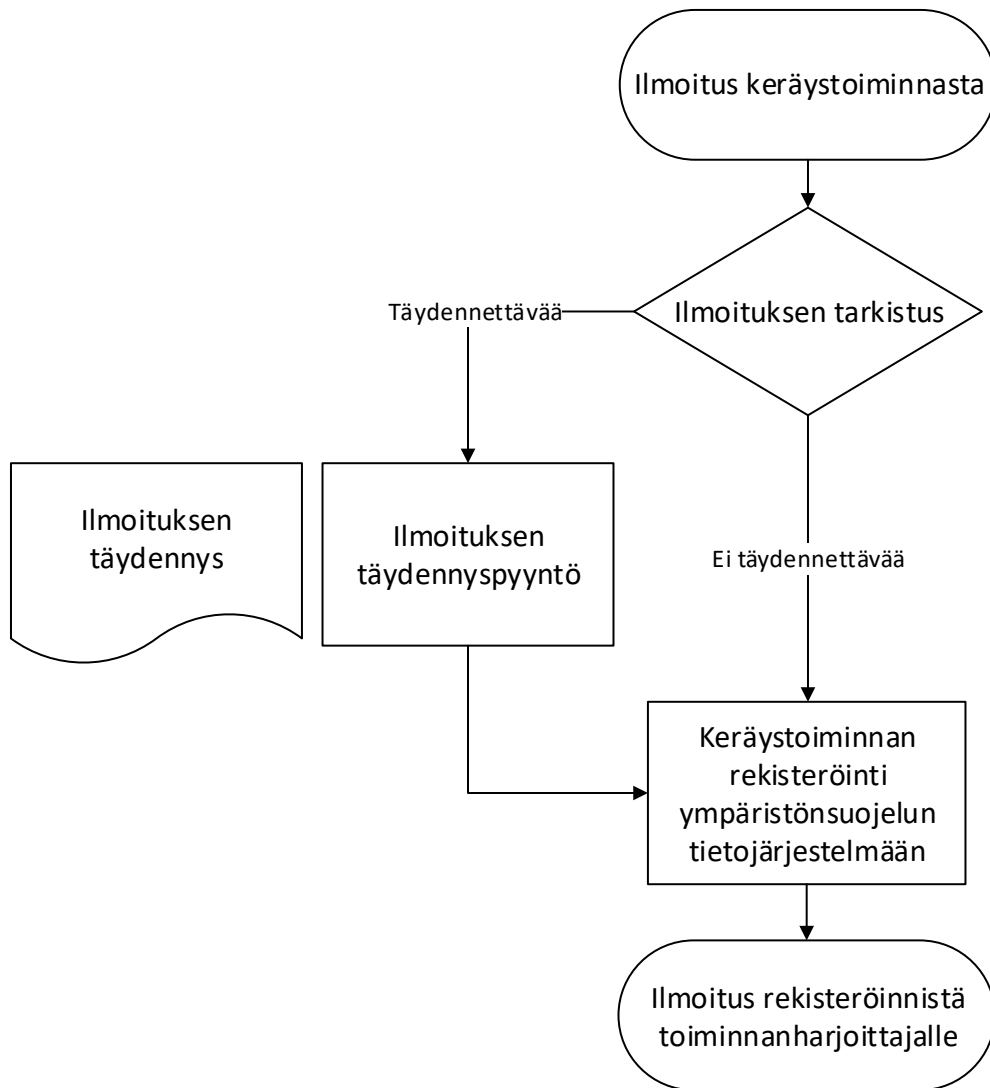 Ilmoitus keräystoiminnasta
Ilmoituksen tarkistus
Täydennettävää
Ilmoituksen
täydennys
Ilmoituksen
täydennyspyyntö
Ei täydennettävää
Keräystoiminnan
rekisteröinti
ympäristönsuojelun
tietojärjestelmään
Ilmoitus rekisteröinnistä
toiminnanharjoittajalle